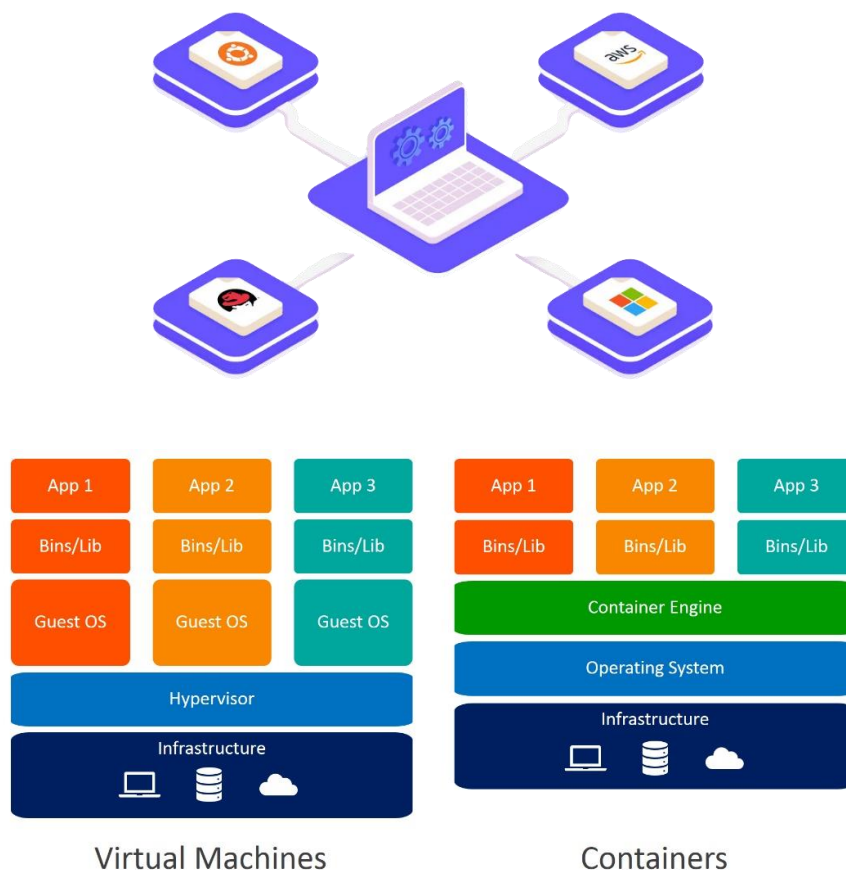 aws
App 1 App 2 App 3 App 1 App 2 App 3
Bins/Lib Bins/Lib Bins/Lib Bins/Lib Bins/Lib Bins/Lib
Guest OS Guest OS Guest OS Container Engine
Hypervisor Operating System
Infrastructure Infrastructure
Virtual Machines Containers